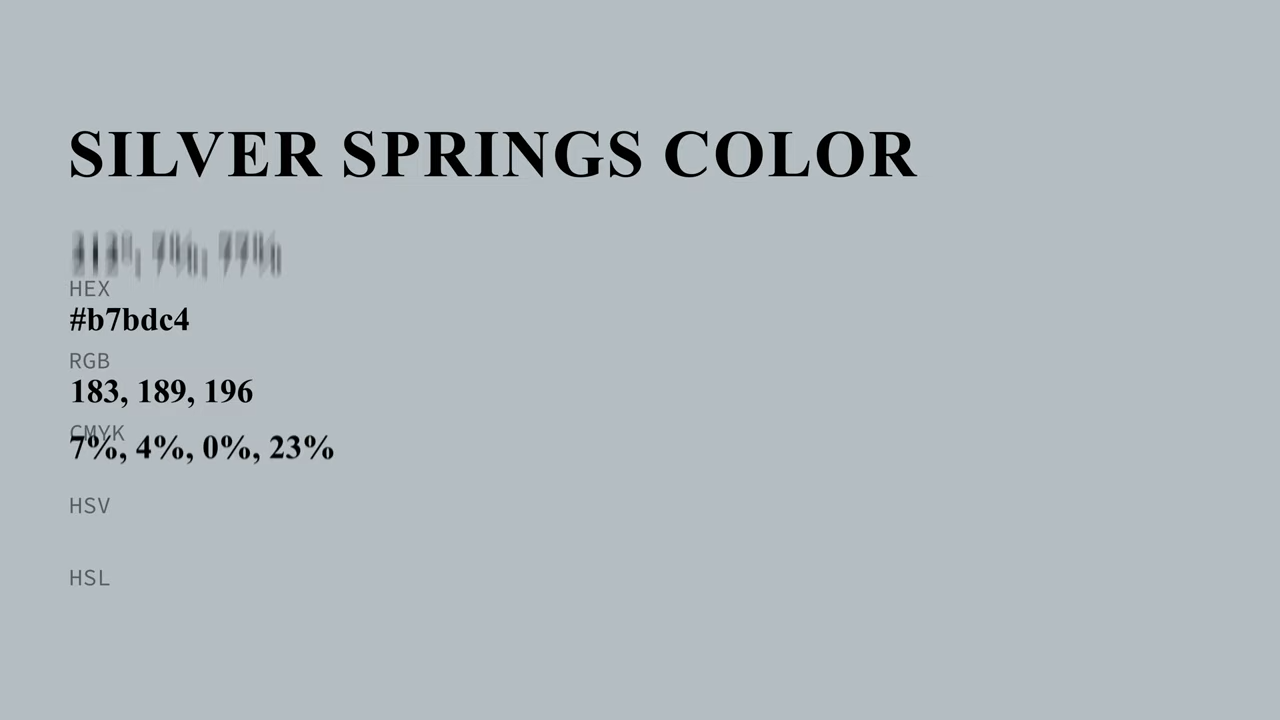 SILVER SPRINGS COLOR
HEX
#b7bdc4
RGB
183, 189, 196
CMYK
7%, 4%, 0%, 23%
HSV
HSL